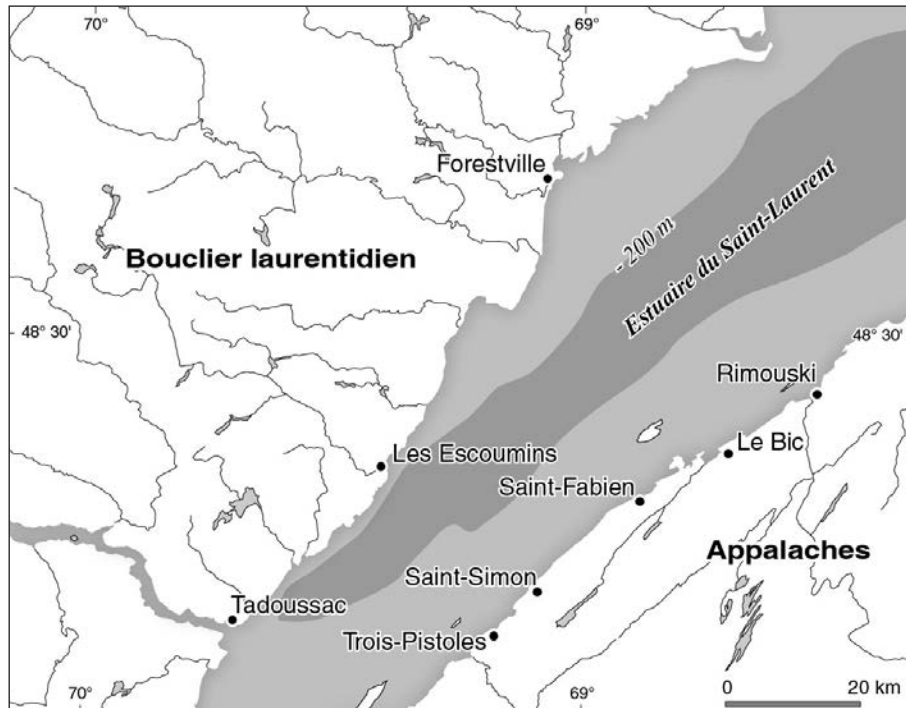 70°
69°
Forestville
- 200 m
Estuaire du Saint-Laurent
Bouclier laurentidien
48° 30'
48° 30'
Rimouski
Les Escoumins
Le Bic
Saint-Fabien
Appalaches
Saint-Simon
Tadoussac
Trois-Pistoles
70°
69°
0
20 km